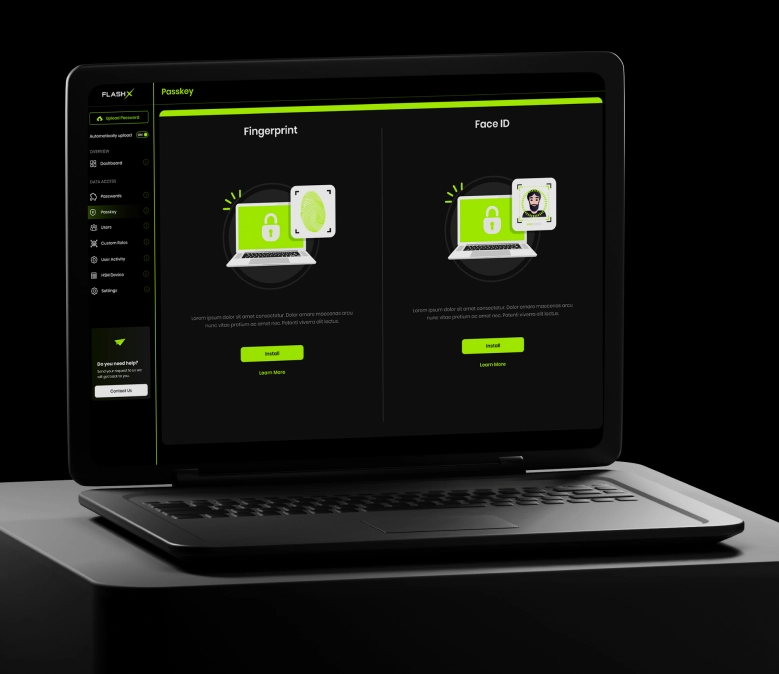 FLASHX
Passkey
Upload Password
Automatically upload
ON
OVERVIEW
Dashboard
DATA ACCESS
Passwords
Passkey
Users
Custom Roles
User Activity
HSM Device
Settings
Do you need help?
Send your request to us we
will get back to you.
Contact Us
Fingerprint
Lorem ipsum dolor sit amet consectetur. Dolor ornare maecenas arcu
nunc vitae pretium ac amet nec. Potenti viverra elit lectus.
Install
Learn More
Face ID
Lorem ipsum dolor sit amet consectetur. Dolor ornare maecenas arcu
nunc vitae pretium ac amet nec. Potenti viverra elit lectus.
Install
Learn More